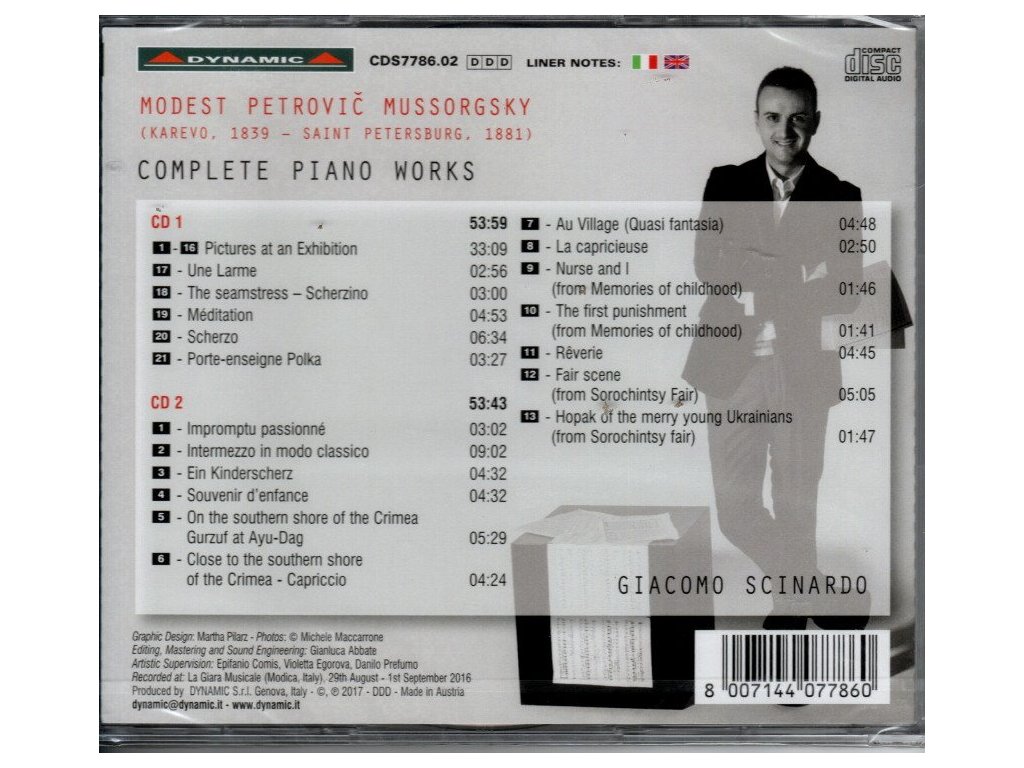 DYNAMIC
CDS7786.02 DDD LINER NOTES:
COMPACT
disc
DIGITAL AUDIO
MODEST PETROVIČ MUSSORGSKY
(KAREVO, 1839 – SAINT PETERSBURG, 1881)
COMPLETE PIANO WORKS
CD 1 53:59
1 - 16 Pictures at an Exhibition 33:09
17 - Une Larme 02:56
18 - The seamstress – Scherzino 03:00
19 - Méditation 04:53
20 - Scherzo 06:34
21 - Porte-enseigne Polka 03:27
CD 2 53:43
1 - Impromptu passionné 03:02
2 - Intermezzo in modo classico 09:02
3 - Ein Kinderscherz 04:32
4 - Souvenir d'enfance 04:32
5 - On the southern shore of the Crimea
Gurzuf at Ayu-Dag 05:29
6 - Close to the southern shore
of the Crimea - Capriccio 04:24
7 - Au Village (Quasi fantasia) 04:48
8 - La capricieuse 02:50
9 - Nurse and I
(from Memories of childhood) 01:46
10 - The first punishment
(from Memories of childhood) 01:41
11 - Rêverie 04:45
12 - Fair scene
(from Sorochintsy Fair) 05:05
13 - Hopak of the merry young Ukrainians
(from Sorochintsy fair) 01:47
GIACOMO SCINARDO
Graphic Design: Martha Pilarz - Photos: © Michele Maccarrone
Editing, Mastering and Sound Engineering: Gianluca Abbate
Artistic Supervision: Epifanio Comis, Violetta Egorova, Danilo Prefumo
Recorded at: La Giara Musicale (Modica, Italy), 29th August - 1st September 2016
Produced by DYNAMIC S.r.l. Genova, Italy - ©, ℗ 2017 - DDD - Made in Austria
dynamic@dynamic.it - www.dynamic.it
8 007144 077860